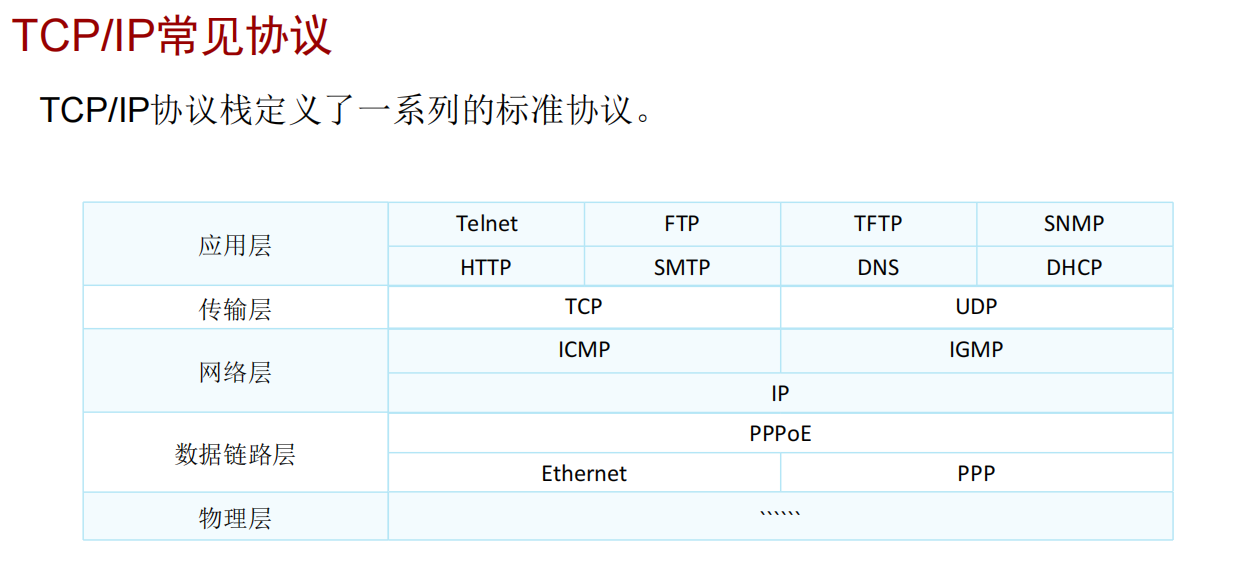 TCP/IP常见协议
TCP/IP协议栈定义了一系列的标准协议。
应用层
Telnet FTP TFTP SNMP
HTTP SMTP DNS DHCP
传输层
TCP UDP
网络层
ICMP IGMP
IP
数据链路层
PPPoE
Ethernet PPP
物理层
``````